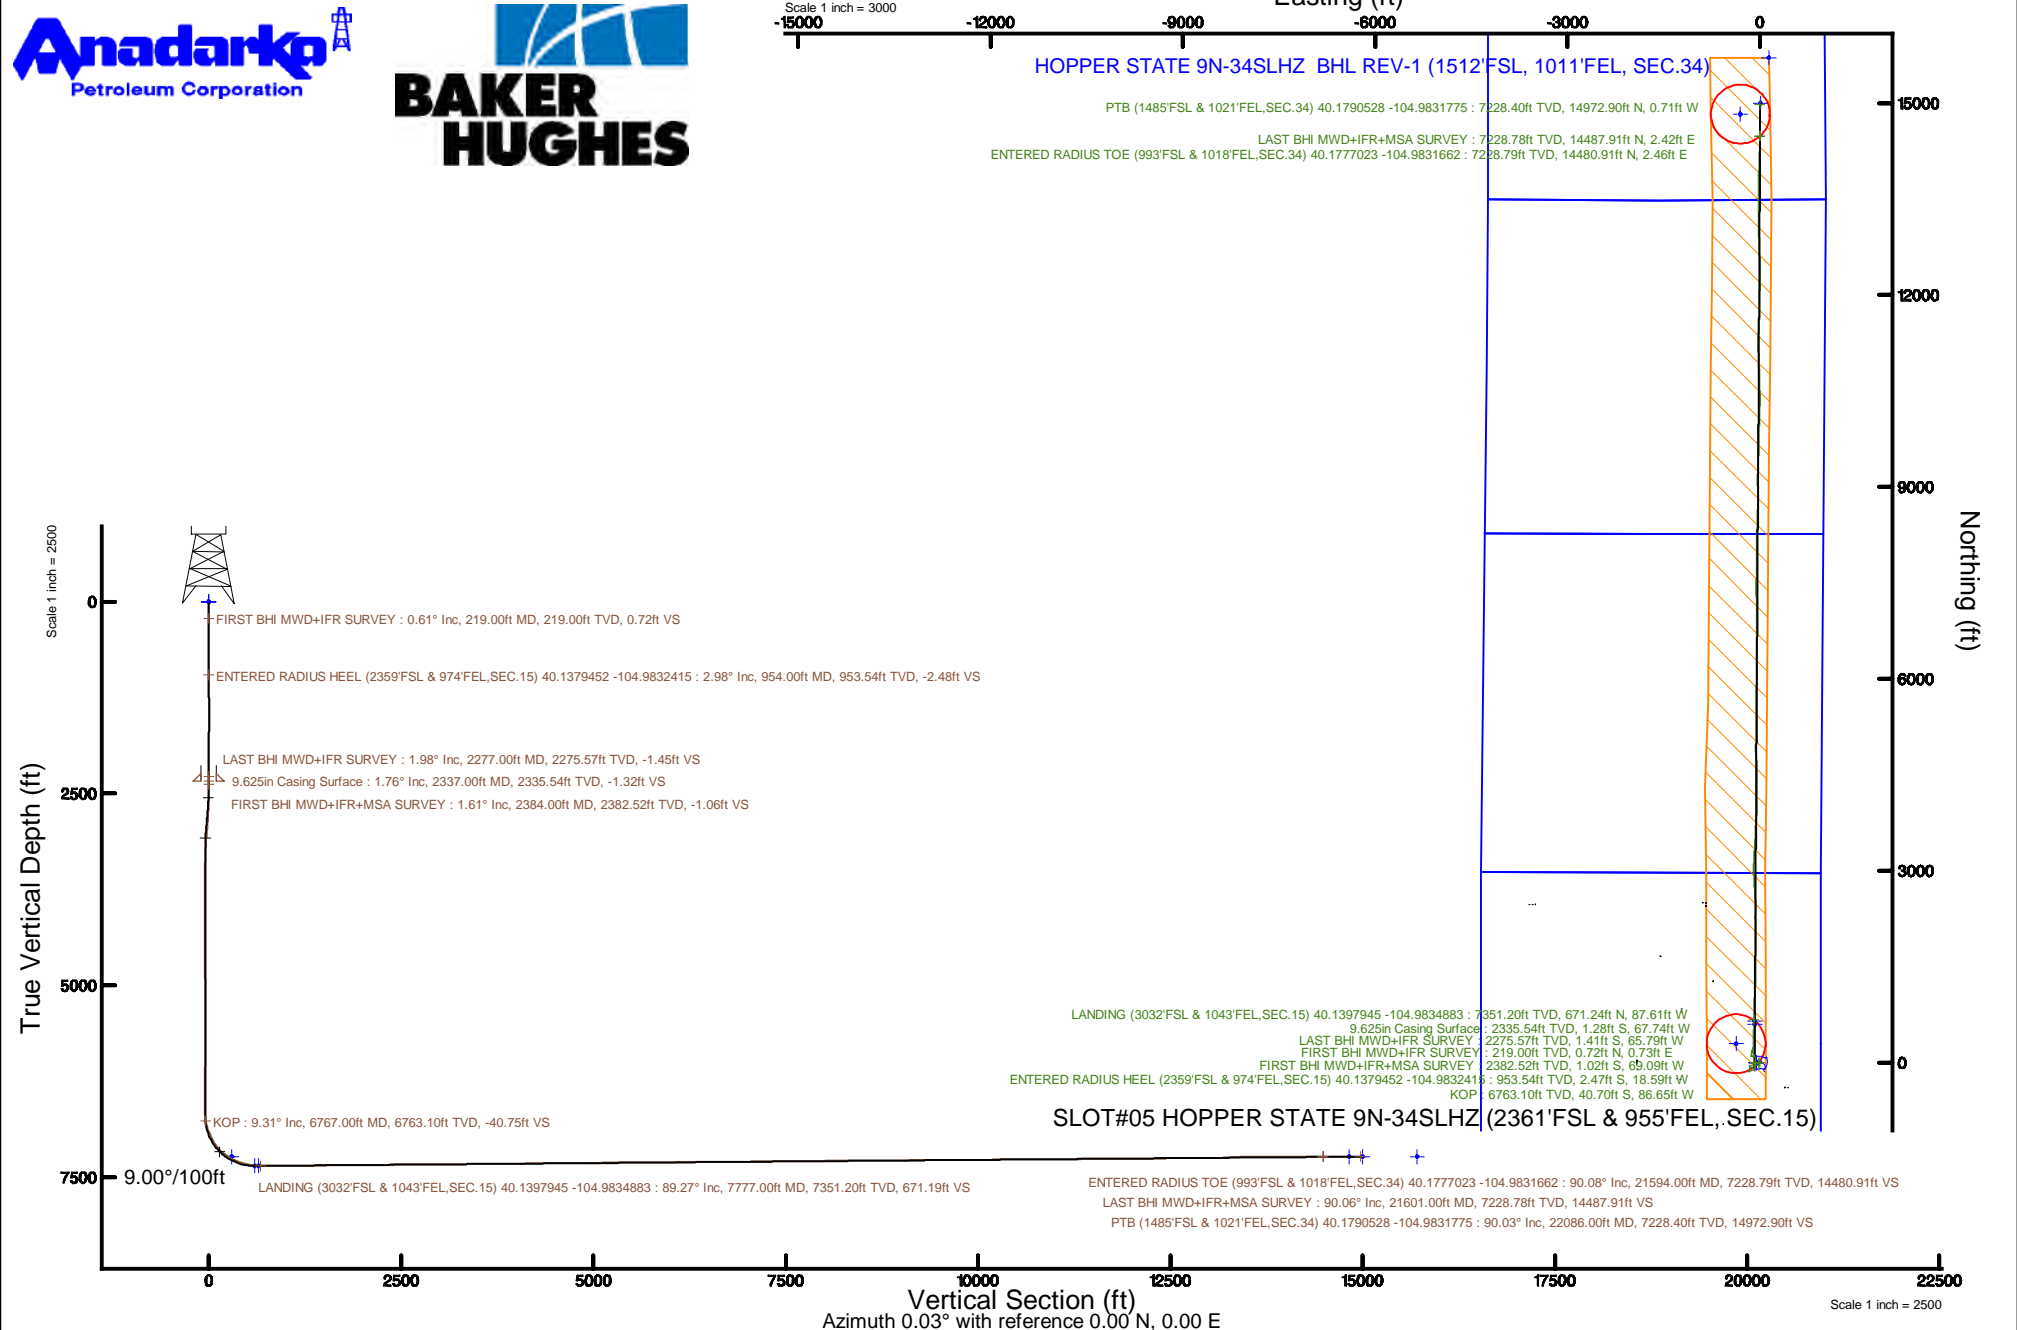 Anadarko
Petroleum Corporation
BAKER
HUGHES
Scale 1 inch = 3000
Easting (ft)
-15000 -12000 -9000 -6000 -3000 0
HOPPER STATE 9N-34SLHZ BHL REV-1 (1512'FSL, 1011'FEL, SEC.34)
PTB (1485'FSL & 1021'FEL,SEC.34) 40.1790528 -104.9831775 : 7228.40ft TVD, 14972.90ft N, 0.71ft W
LAST BHI MWD+IFR+MSA SURVEY : 7228.78ft TVD, 14487.91ft N, 2.42ft E
ENTERED RADIUS TOE (993'FSL & 1018'FEL,SEC.34) 40.1777023 -104.9831662 : 7228.79ft TVD, 14480.91ft N, 2.46ft E
15000
12000
9000
6000
3000
0
Northing (ft)
LANDING (3032'FSL & 1043'FEL,SEC.15) 40.1397945 -104.9834883 : 7351.20ft TVD, 671.24ft N, 87.61ft W
9.625in Casing Surface : 2335.54ft TVD, 1.28ft S, 67.74ft W
LAST BHI MWD+IFR SURVEY : 2275.57ft TVD, 1.41ft S, 65.79ft W
FIRST BHI MWD+IFR SURVEY : 219.00ft TVD, 0.72ft N, 0.73ft E
FIRST BHI MWD+IFR+MSA SURVEY : 2382.52ft TVD, 1.02ft S, 69.09ft W
ENTERED RADIUS HEEL (2359'FSL & 974'FEL,SEC.15) 40.1379452 -104.9832415 : 953.54ft TVD, 2.47ft S, 18.59ft W
KOP : 6763.10ft TVD, 40.70ft S, 86.65ft W
SLOT#05 HOPPER STATE 9N-34SLHZ (2361'FSL & 955'FEL, SEC.15)
Scale 1 inch = 2500
True Vertical Depth (ft)
0
2500
5000
7500
FIRST BHI MWD+IFR SURVEY : 0.61° Inc, 219.00ft MD, 219.00ft TVD, 0.72ft VS
ENTERED RADIUS HEEL (2359'FSL & 974'FEL,SEC.15) 40.1379452 -104.9832415 : 2.98° Inc, 954.00ft MD, 953.54ft TVD, -2.48ft VS
LAST BHI MWD+IFR SURVEY : 1.98° Inc, 2277.00ft MD, 2275.57ft TVD, -1.45ft VS
9.625in Casing Surface : 1.76° Inc, 2337.00ft MD, 2335.54ft TVD, -1.32ft VS
FIRST BHI MWD+IFR+MSA SURVEY : 1.61° Inc, 2384.00ft MD, 2382.52ft TVD, -1.06ft VS
KOP : 9.31° Inc, 6767.00ft MD, 6763.10ft TVD, -40.75ft VS
9.00°/100ft
LANDING (3032'FSL & 1043'FEL,SEC.15) 40.1397945 -104.9834883 : 89.27° Inc, 7777.00ft MD, 7351.20ft TVD, 671.19ft VS
ENTERED RADIUS TOE (993'FSL & 1018'FEL,SEC.34) 40.1777023 -104.9831662 : 90.08° Inc, 21594.00ft MD, 7228.79ft TVD, 14480.91ft VS
LAST BHI MWD+IFR+MSA SURVEY : 90.06° Inc, 21601.00ft MD, 7228.78ft TVD, 14487.91ft VS
PTB (1485'FSL & 1021'FEL,SEC.34) 40.1790528 -104.9831775 : 90.03° Inc, 22086.00ft MD, 7228.40ft TVD, 14972.90ft VS
0 2500 5000 7500 10000 12500 15000 17500 20000 22500
Vertical Section (ft)
Azimuth 0.03° with reference 0.00 N, 0.00 E
Scale 1 inch = 2500